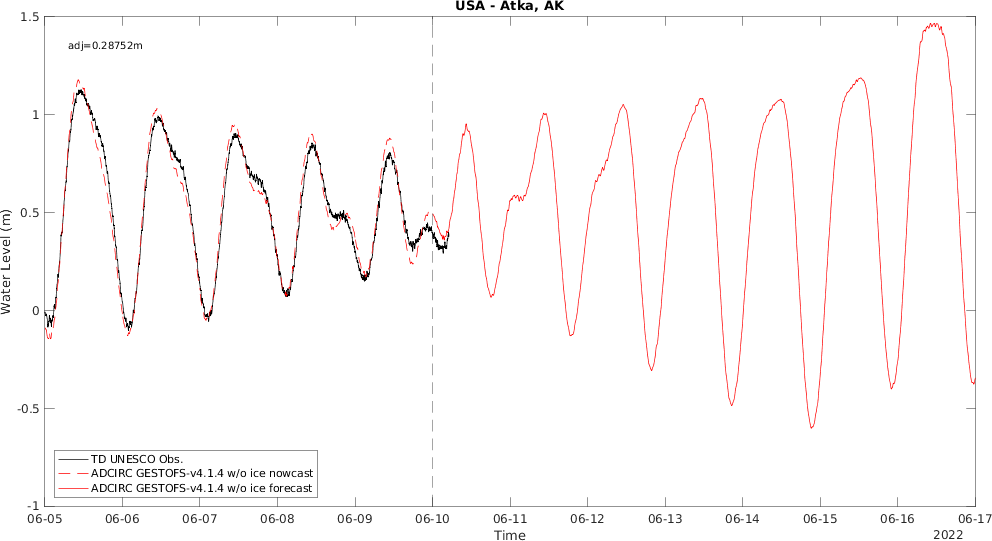 USA - Atka, AK
adj=0.28752m
Water Level (m)
1.5
1
0.5
0
-0.5
-1
TD UNESCO Obs.
ADCIRC GESTOFS-v4.1.4 w/o ice nowcast
ADCIRC GESTOFS-v4.1.4 w/o ice forecast
06-05 06-06 06-07 06-08 06-09 06-10 06-11 06-12 06-13 06-14 06-15 06-16 06-17
Time
2022